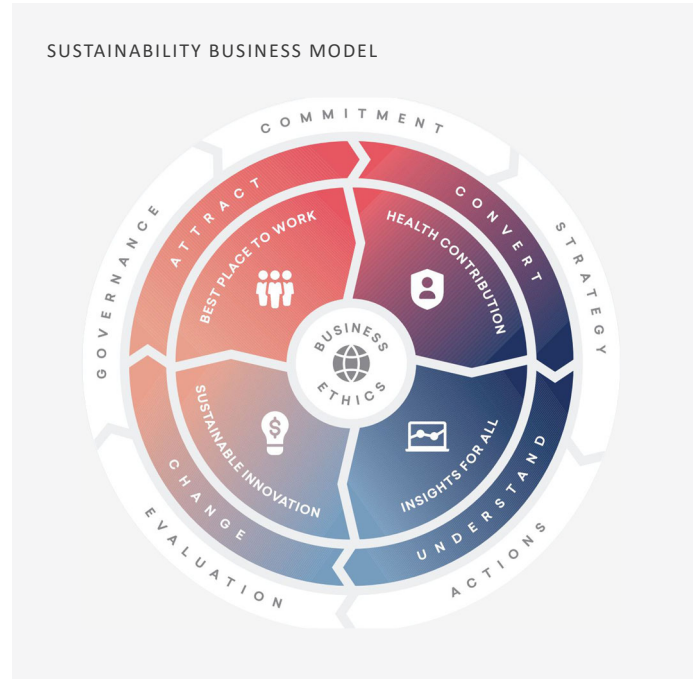 SUSTAINABILITY BUSINESS MODEL
COMMITMENT
STRATEGY
ACTIONS
EVALUATION
GOVERNANCE
ATTRACT
CONVERT
UNDERSTAND
CHANGE
BEST PLACE TO WORK
HEALTH CONTRIBUTION
INSIGHTS FOR ALL
SUSTAINABLE INNOVATION
$
BUSINESS
ETHICS